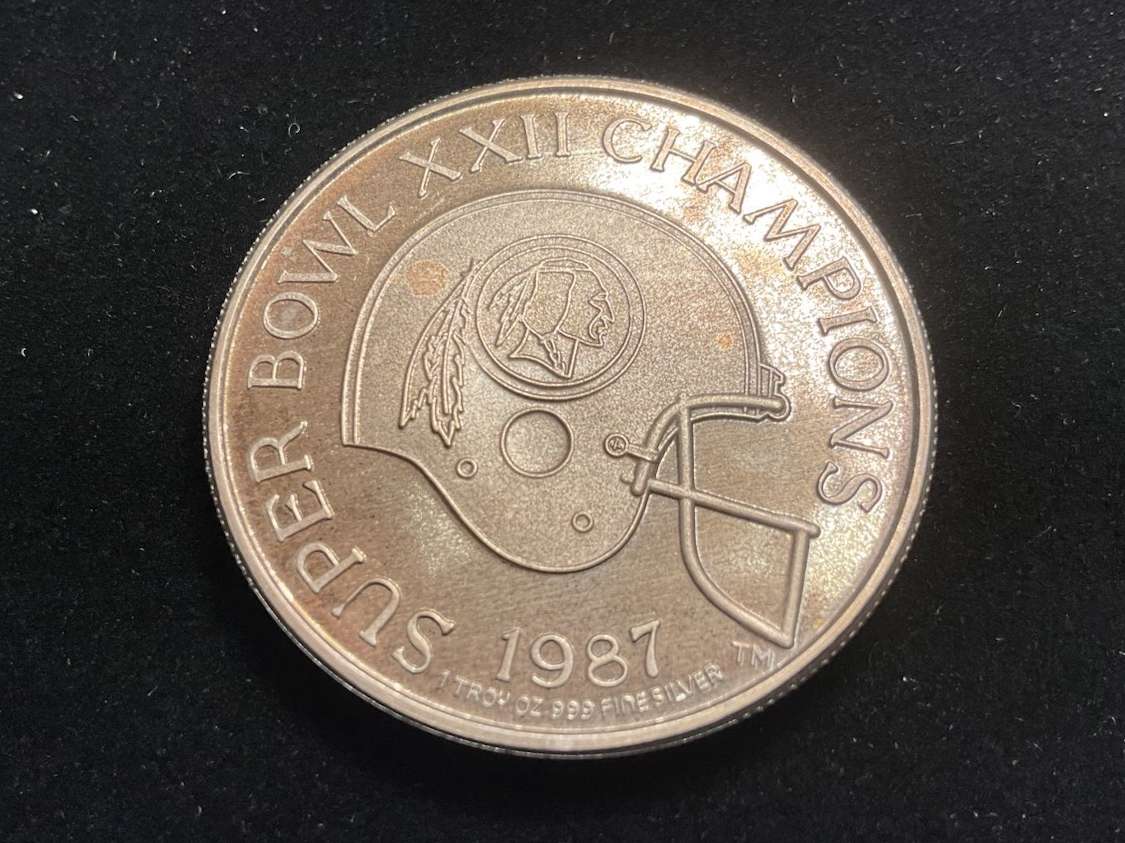 SUPER BOWL XXII CHAMPIONS
1987
TM
1 TROY OZ 999 FINE SILVER